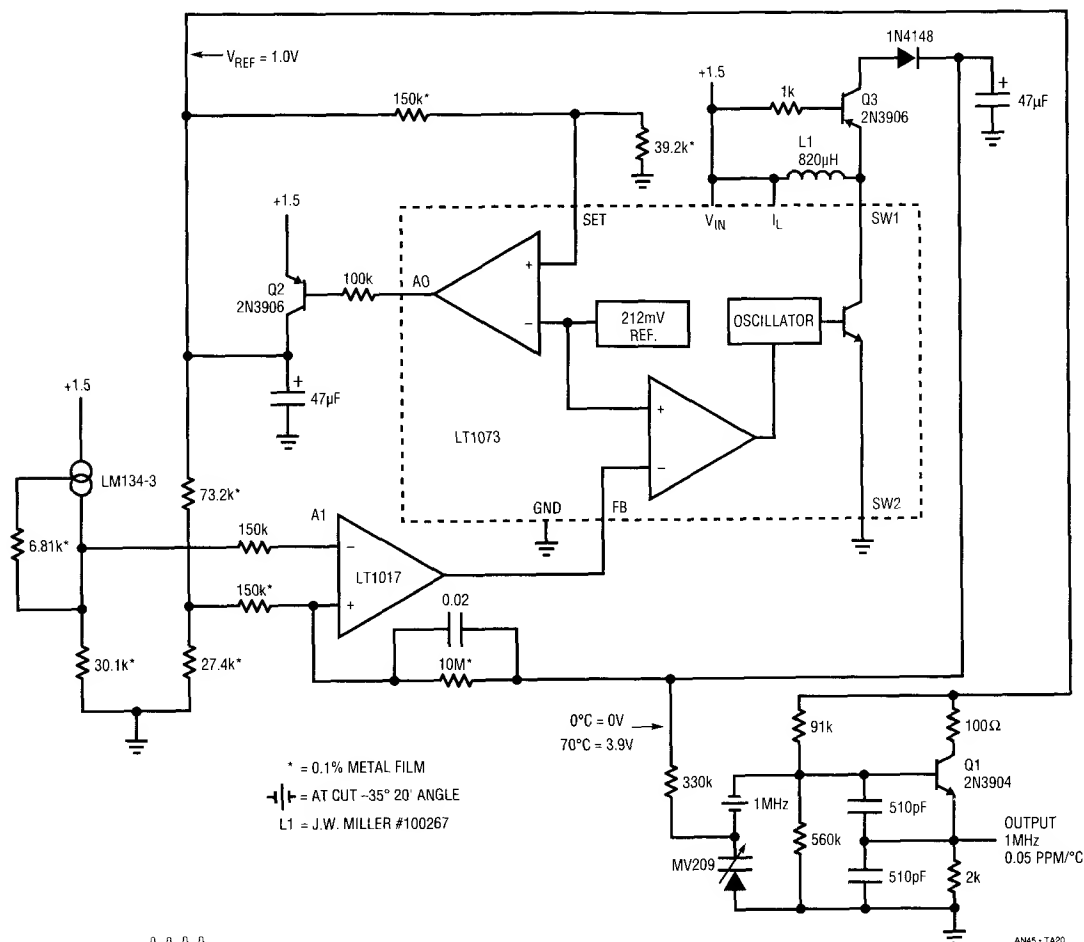 V_REF = 1.0V
150k*
39.2k*
+1.5
1k
1N4148
+
47µF
Q3
2N3906
L1
820µH
SET
V_IN
I_L
SW1
+1.5
Q2
2N3906
100k
AO
+
−
212mV
REF.
OSCILLATOR
+
47µF
+
−
LT1073
GND
FB
SW2
+1.5
LM134-3
6.81k*
73.2k*
A1
150k
−
LT1017
150k*
+
0.02
10M*
30.1k*
27.4k*
0°C = 0V
70°C = 3.9V
330k
91k
100Ω
Q1
2N3904
1MHz
510pF
560k
MV209
510pF
2k
OUTPUT
1MHz
0.05 PPM/°C
* = 0.1% METAL FILM
= AT CUT –35° 20' ANGLE
L1 = J.W. MILLER #100267
AN45 • TA20